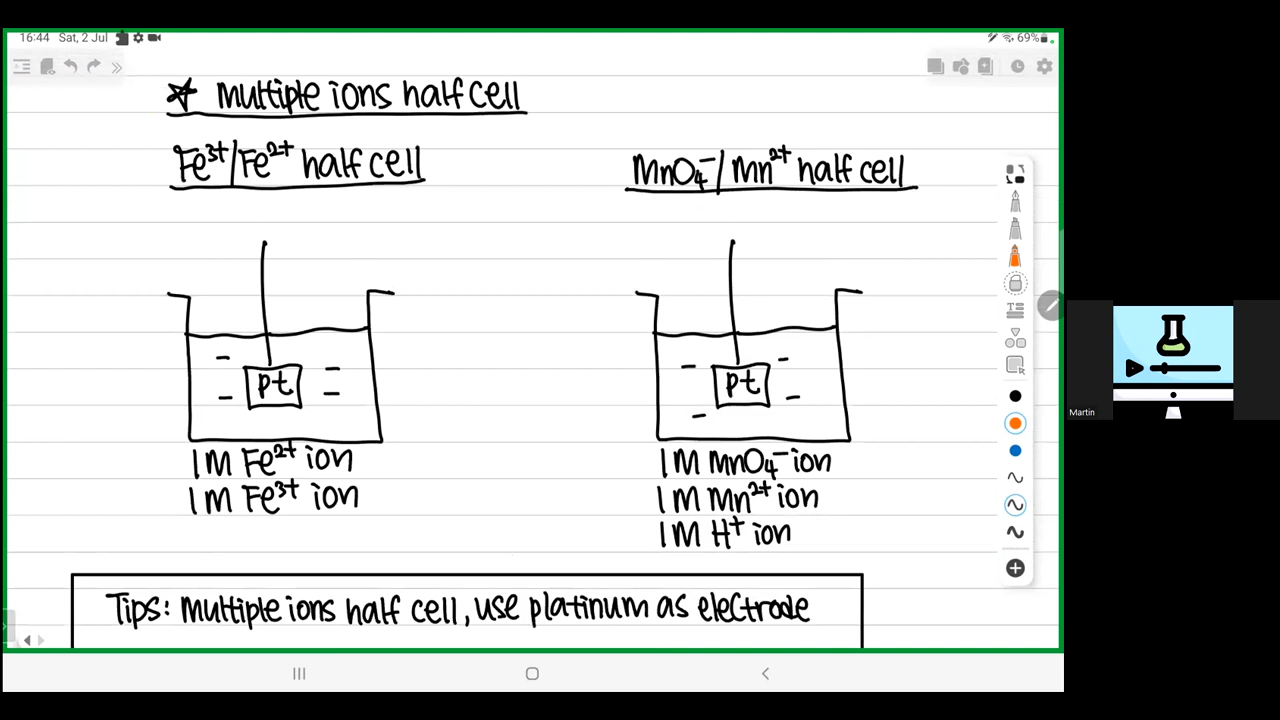 16:44 Sat, 2 Jul
69%
☆ multiple ions half cell
Fe³⁺/Fe²⁺ half cell
MnO₄⁻/Mn²⁺ half cell
pt
pt
1M Fe²⁺ ion
1M Fe³⁺ ion
1M MnO₄⁻ ion
1M Mn²⁺ ion
1M H⁺ ion
Tips: multiple ions half cell, use platinum as electrode
Martin